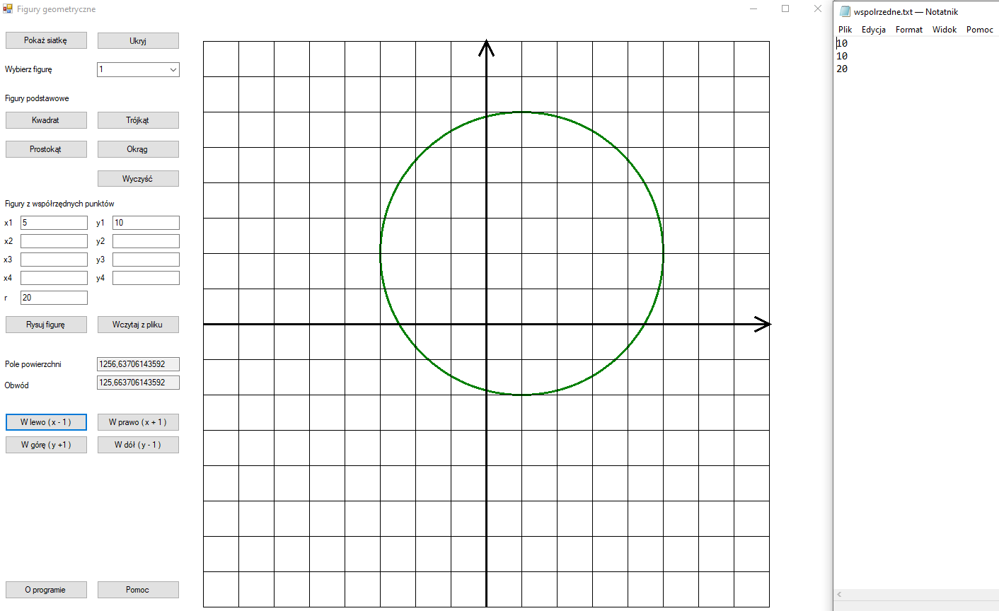 Figury geometryczne
Pokaż siatkę
Ukryj
Wybierz figurę
1
Figury podstawowe
Kwadrat
Trójkąt
Prostokąt
Okrąg
Wyczyść
Figury z współrzędnych punktów
x1 5 y1 10
x2 y2
x3 y3
x4 y4
r 20
Rysuj figurę
Wczytaj z pliku
Pole powierzchni 1256,63706143592
Obwód 125,663706143592
W lewo ( x - 1 )
W prawo ( x + 1 )
W górę ( y +1 )
W dół ( y - 1 )
O programie
Pomoc
wspolrzedne.txt — Notatnik
Plik Edycja Format Widok Pomoc
10
10
20